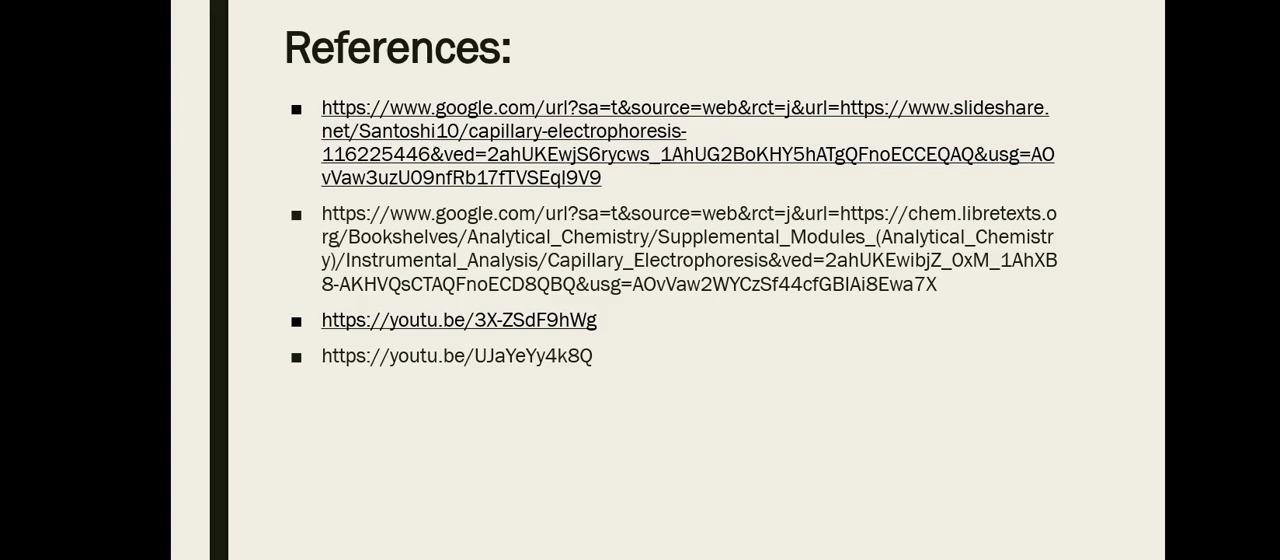 References:
https://www.google.com/url?sa=t&source=web&rct=j&url=https://www.slideshare.
net/Santoshi10/capillary-electrophoresis-
116225446&ved=2ahUKEwjS6rycws_1AhUG2BoKHY5hATgQFnoECCEQAQ&usg=AO
vVaw3uzU09nfRb17fTVSEqI9V9
https://www.google.com/url?sa=t&source=web&rct=j&url=https://chem.libretexts.o
rg/Bookshelves/Analytical_Chemistry/Supplemental_Modules_(Analytical_Chemistr
y)/Instrumental_Analysis/Capillary_Electrophoresis&ved=2ahUKEwibjZ_0xM_1AhXB
8-AKHVQsCTAQFnoECD8QBQ&usg=AOvVaw2WYCzSf44cfGBIAi8Ewa7X
https://youtu.be/3X-ZSdF9hWg
https://youtu.be/UJaYeYy4k8Q